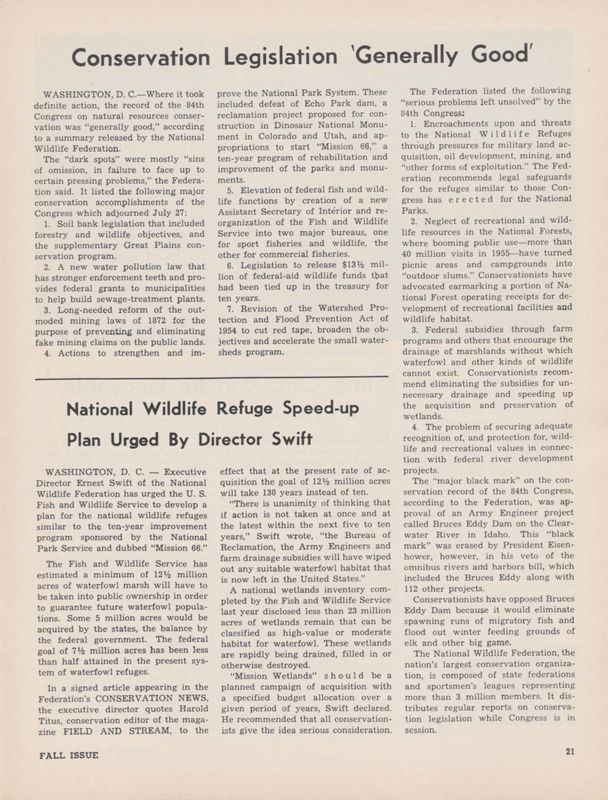 Conservation Legislation 'Generally Good'
WASHINGTON, D. C.—Where it took
definite action, the record of the 84th
Congress on natural resources conser-
vation was "generally good," according
to a summary released by the National
Wildlife Federation.
The "dark spots" were mostly "sins
of omission, in failure to face up to
certain pressing problems," the Federa-
tion said. It listed the following major
conservation accomplishments of the
Congress which adjourned July 27:
1. Soil bank legislation that included
forestry and wildlife objectives, and
the supplementary Great Plains con-
servation program.
2. A new water pollution law that
has stronger enforcement teeth and pro-
vides federal grants to municipalities
to help build sewage-treatment plants.
3. Long-needed reform of the out-
moded mining laws of 1872 for the
purpose of preventing and eliminating
fake mining claims on the public lands.
4. Actions to strengthen and im-
prove the National Park System. These
included defeat of Echo Park dam, a
reclamation project proposed for con-
struction in Dinosaur National Monu-
ment in Colorado and Utah, and ap-
propriations to start "Mission 66," a
ten-year program of rehabilitation and
improvement of the parks and monu-
ments.
5. Elevation of federal fish and wild-
life functions by creation of a new
Assistant Secretary of Interior and re-
organization of the Fish and Wildlife
Service into two major bureaus, one
for sport fisheries and wildlife, the
other for commercial fisheries.
6. Legislation to release $13½ mil-
lion of federal-aid wildlife funds that
had been tied up in the treasury for
ten years.
7. Revision of the Watershed Pro-
tection and Flood Prevention Act of
1954 to cut red tape, broaden the ob-
jectives and accelerate the small water-
sheds program.
The Federation listed the following
"serious problems left unsolved" by the
84th Congress:
1. Encroachments upon and threats
to the National Wildlife Refuges
through pressures for military land ac-
quisition, oil development, mining, and
"other forms of exploitation." The Fed-
eration recommends legal safeguards
for the refuges similar to those Con-
gress has erected for the National
Parks.
2. Neglect of recreational and wild-
life resources in the National Forests,
where booming public use—more than
40 million visits in 1955—have turned
picnic areas and campgrounds into
"outdoor slums." Conservationists have
advocated earmarking a portion of Na-
tional Forest operating receipts for de-
velopment of recreational facilities and
wildlife habitat.
3. Federal subsidies through farm
programs and others that encourage the
drainage of marshlands without which
waterfowl and other kinds of wildlife
cannot exist. Conservationists recom-
mend eliminating the subsidies for un-
necessary drainage and speeding up
the acquisition and preservation of
wetlands.
4. The problem of securing adequate
recognition of, and protection for, wild-
life and recreational values in connec-
tion with federal river development
projects.
The "major black mark" on the con-
servation record of the 84th Congress,
according to the Federation, was ap-
proval of an Army Engineer project
called Bruces Eddy Dam on the Clear-
water River in Idaho. This "black
mark" was erased by President Eisen-
hower, however, in his veto of the
omnibus rivers and harbors bill, which
included the Bruces Eddy along with
112 other projects.
Conservationists have opposed Bruces
Eddy Dam because it would eliminate
spawning runs of migratory fish and
flood out winter feeding grounds of
elk and other big game.
The National Wildlife Federation, the
nation's largest conservation organiza-
tion, is composed of state federations
and sportsmen's leagues representing
more than 3 million members. It dis-
tributes regular reports on conserva-
tion legislation while Congress is in
session.
National Wildlife Refuge Speed-up
Plan Urged By Director Swift
WASHINGTON, D. C. — Executive
Director Ernest Swift of the National
Wildlife Federation has urged the U. S.
Fish and Wildlife Service to develop a
plan for the national wildlife refuges
similar to the ten-year improvement
program sponsored by the National
Park Service and dubbed "Mission 66."
The Fish and Wildlife Service has
estimated a minimum of 12½ million
acres of waterfowl marsh will have to
be taken into public ownership in order
to guarantee future waterfowl popula-
tions. Some 5 million acres would be
acquired by the states, the balance by
the federal government. The federal
goal of 7½ million acres has been less
than half attained in the present sys-
tem of waterfowl refuges.
In a signed article appearing in the
Federation's CONSERVATION NEWS,
the executive director quotes Harold
Titus, conservation editor of the maga-
zine FIELD AND STREAM, to the
effect that at the present rate of ac-
quisition the goal of 12½ million acres
will take 130 years instead of ten.
"There is unanimity of thinking that
if action is not taken at once and at
the latest within the next five to ten
years," Swift wrote, "the Bureau of
Reclamation, the Army Engineers and
farm drainage subsidies will have wiped
out any suitable waterfowl habitat that
is now left in the United States."
A national wetlands inventory com-
pleted by the Fish and Wildlife Service
last year disclosed less than 23 million
acres of wetlands remain that can be
classified as high-value or moderate
habitat for waterfowl. These wetlands
are rapidly being drained, filled in or
otherwise destroyed.
"Mission Wetlands" should be a
planned campaign of acquisition with
a specified budget allocation over a
given period of years, Swift declared.
He recommended that all conservation-
ists give the idea serious consideration.
FALL ISSUE
21